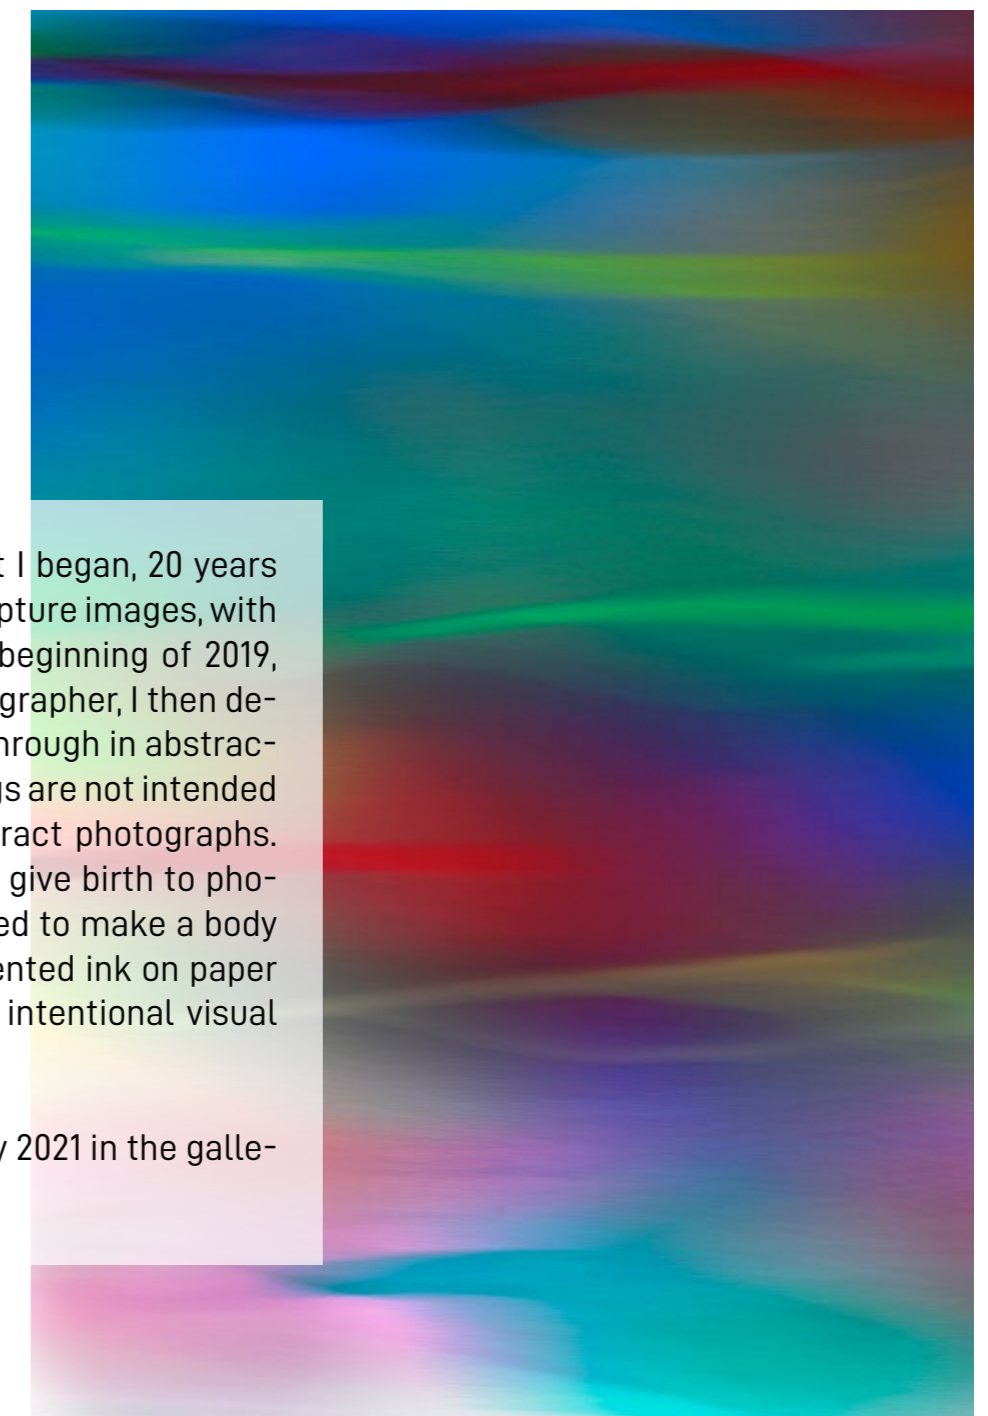 t I began, 20 years
pture images, with
beginning of 2019,
grapher, I then de-
hrough in abstrac-
gs are not intended
ract photographs.
give birth to pho-
ed to make a body
ented ink on paper
intentional visual
y 2021 in the galle-